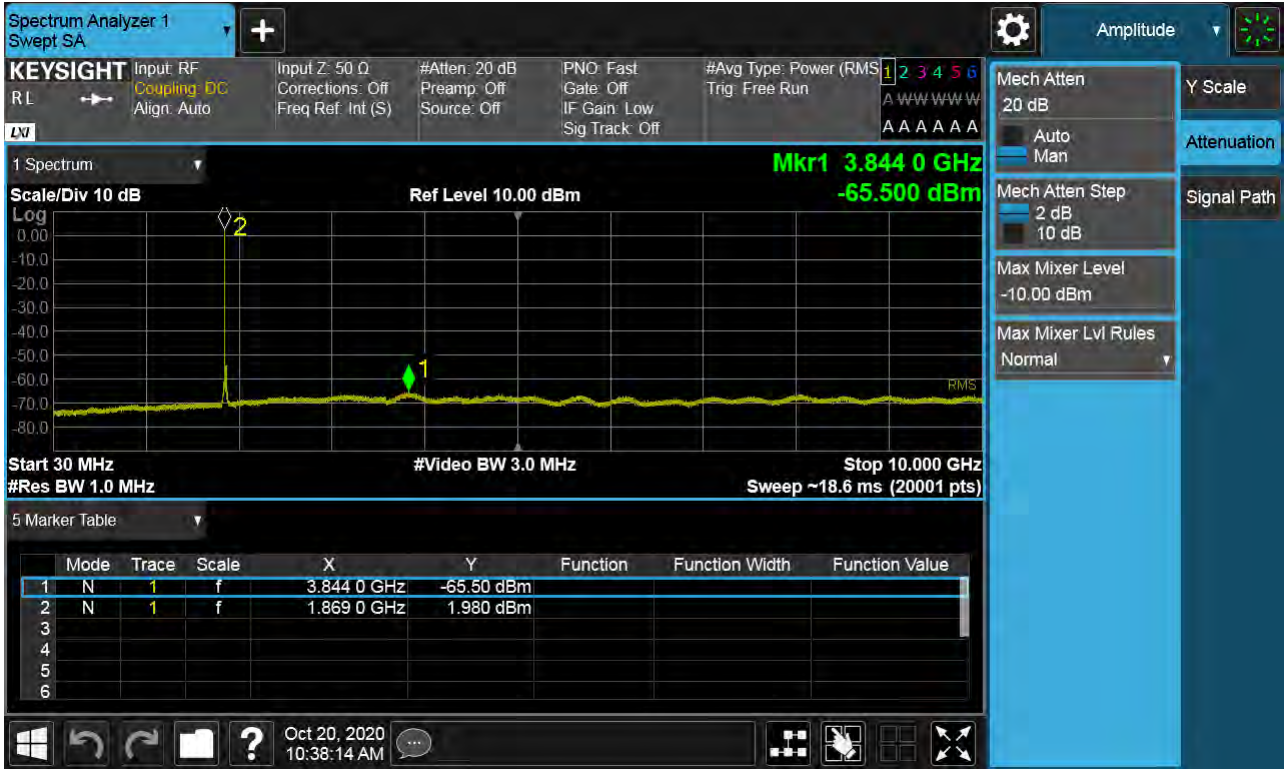 Spectrum Analyzer 1
Swept SA
+
Amplitude
KEYSIGHT
RL
LXI
Input: RF
Coupling: DC
Align: Auto
Input Z: 50 Ω
Corrections: Off
Freq Ref: Int (S)
#Atten: 20 dB
Preamp: Off
Source: Off
PNO: Fast
Gate: Off
IF Gain: Low
Sig Track: Off
#Avg Type: Power (RMS
Trig: Free Run
1 2 3 4 5 6
A W W W W W
A A A A A A
1 Spectrum
Mkr1 3.844 0 GHz
Scale/Div 10 dB
Ref Level 10.00 dBm
-65.500 dBm
Log
0.00
-10.0
-20.0
-30.0
-40.0
-50.0
-60.0
-70.0
-80.0
2
1
RMS
Start 30 MHz
#Video BW 3.0 MHz
Stop 10.000 GHz
#Res BW 1.0 MHz
Sweep ~18.6 ms (20001 pts)
5 Marker Table
Mode Trace Scale X Y Function Function Width Function Value
1 N 1 f 3.844 0 GHz -65.50 dBm
2 N 1 f 1.869 0 GHz 1.980 dBm
3
4
5
6
?
Oct 20, 2020
10:38:14 AM
Mech Atten
20 dB
Auto
Man
Mech Atten Step
2 dB
10 dB
Max Mixer Level
-10.00 dBm
Max Mixer Lvl Rules
Normal
Y Scale
Attenuation
Signal Path